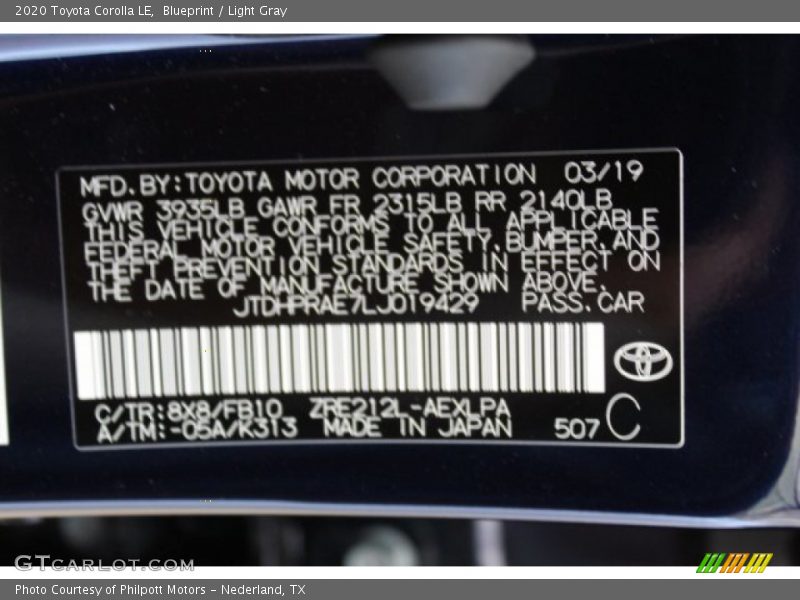 2020 Toyota Corolla LE, Blueprint / Light Gray
MFD.BY:TOYOTA MOTOR CORPORATION 03/19
GVWR 3935LB GAWR FR 2315LB RR 2140LB
THIS VEHICLE CONFORMS TO ALL APPLICABLE
FEDERAL MOTOR VEHICLE SAFETY,BUMPER,AND
THEFT PREVENTION STANDARDS IN EFFECT ON
THE DATE OF MANUFACTURE SHOWN ABOVE.
JTDHPRAE7LJ019429 PASS.CAR
C/TR:8X8/FB10 ZRE212L-AEXLPA
A/TM:-05A/K313 MADE IN JAPAN 507 C
GTCARLOT.COM
Photo Courtesy of Philpott Motors - Nederland, TX